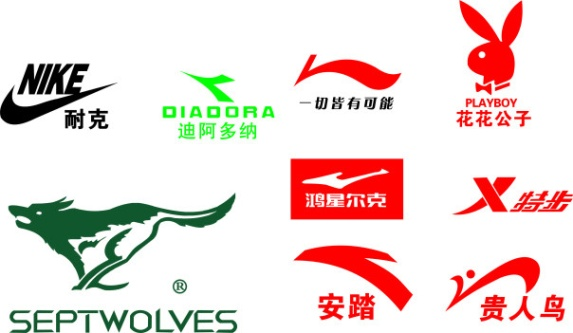 NIKE
耐克
DIADORA
迪阿多纳
一切皆有可能
PLAYBOY
花花公子
鸿星尔克
特步
®
SEPTWOLVES
安踏
贵人鸟